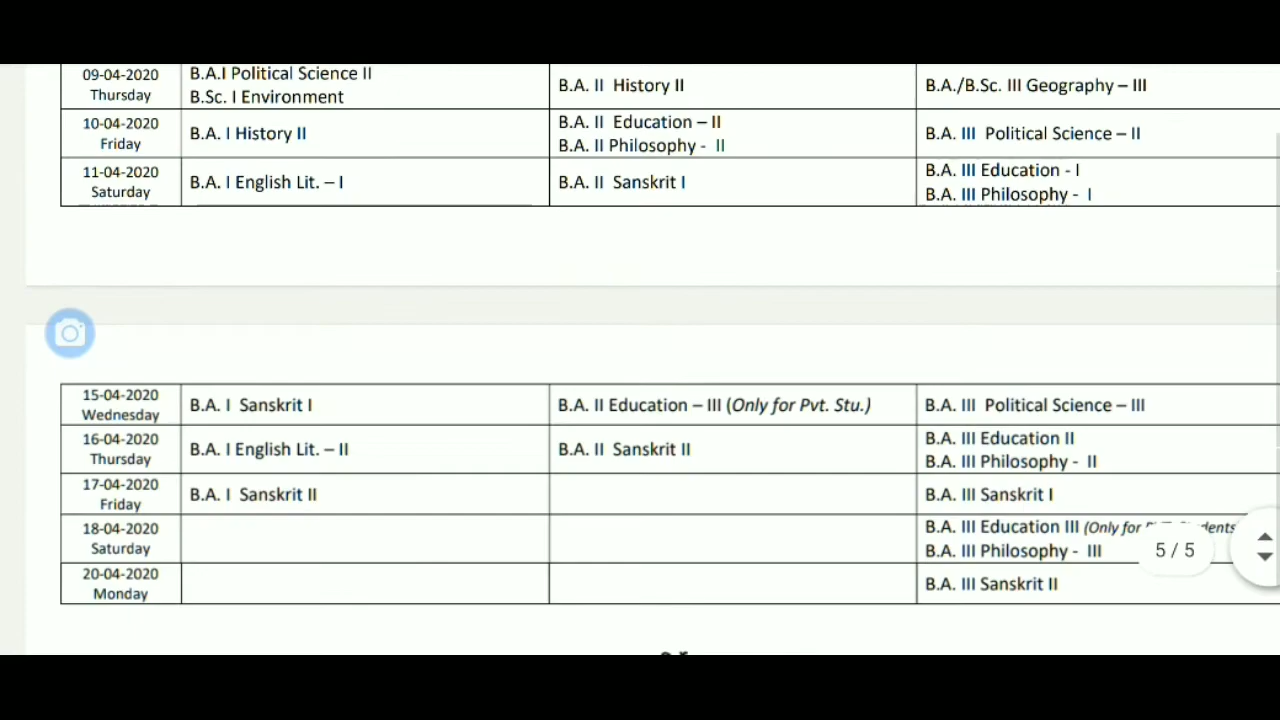 09-04-2020
Thursday
B.A.I Political Science II
B.Sc. I Environment
B.A. II History II
B.A./B.Sc. III Geography – III
10-04-2020
Friday
B.A. I History II
B.A. II Education – II
B.A. II Philosophy - II
B.A. III Political Science – II
11-04-2020
Saturday
B.A. I English Lit. – I
B.A. II Sanskrit I
B.A. III Education - I
B.A. III Philosophy - I
15-04-2020
Wednesday
B.A. I Sanskrit I
B.A. II Education – III (Only for Pvt. Stu.)
B.A. III Political Science – III
16-04-2020
Thursday
B.A. I English Lit. – II
B.A. II Sanskrit II
B.A. III Education II
B.A. III Philosophy - II
17-04-2020
Friday
B.A. I Sanskrit II
B.A. III Sanskrit I
18-04-2020
Saturday
B.A. III Education III (Only for
B.A. III Philosophy - III
5 / 5
20-04-2020
Monday
B.A. III Sanskrit II